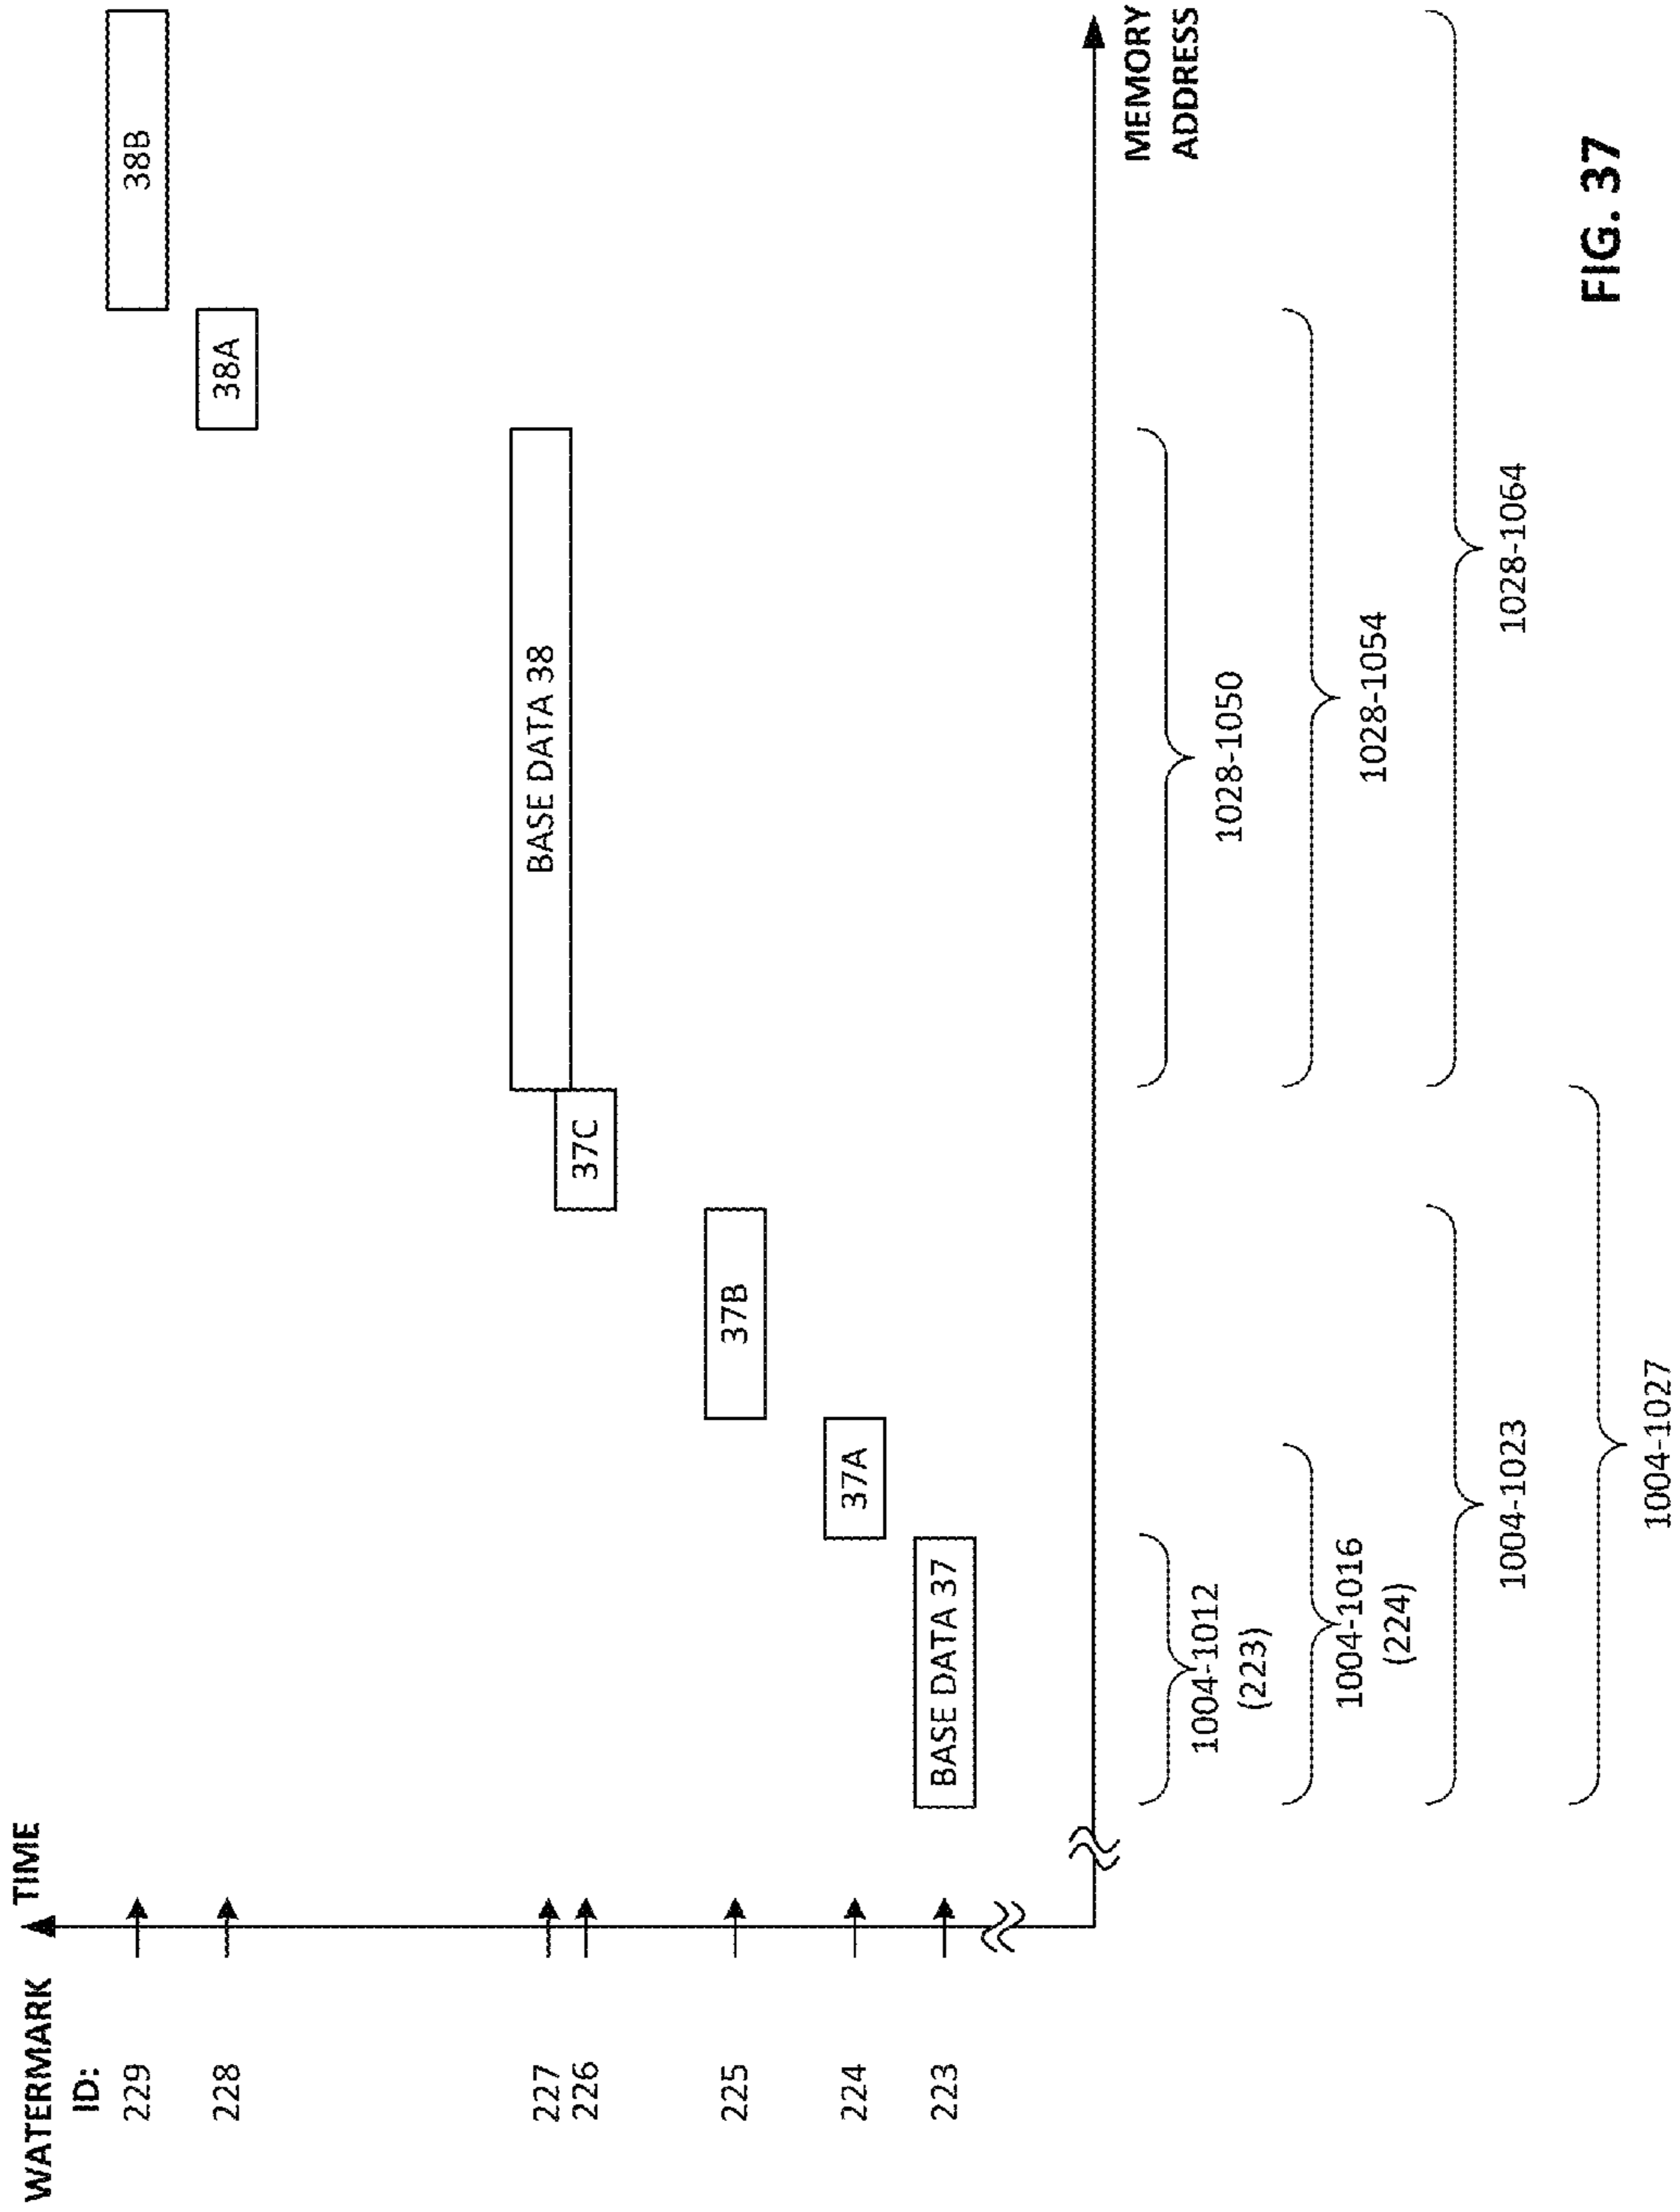 WATERMARK
ID:
TIME
229
228
227
226
225
224
223
38B
38A
BASE DATA 38
37C
37B
37A
BASE DATA 37
MEMORY
ADDRESS
1004-1012
(223)
1028-1050
1004-1016
(224)
1028-1054
1004-1023
1028-1064
1004-1027
FIG. 37